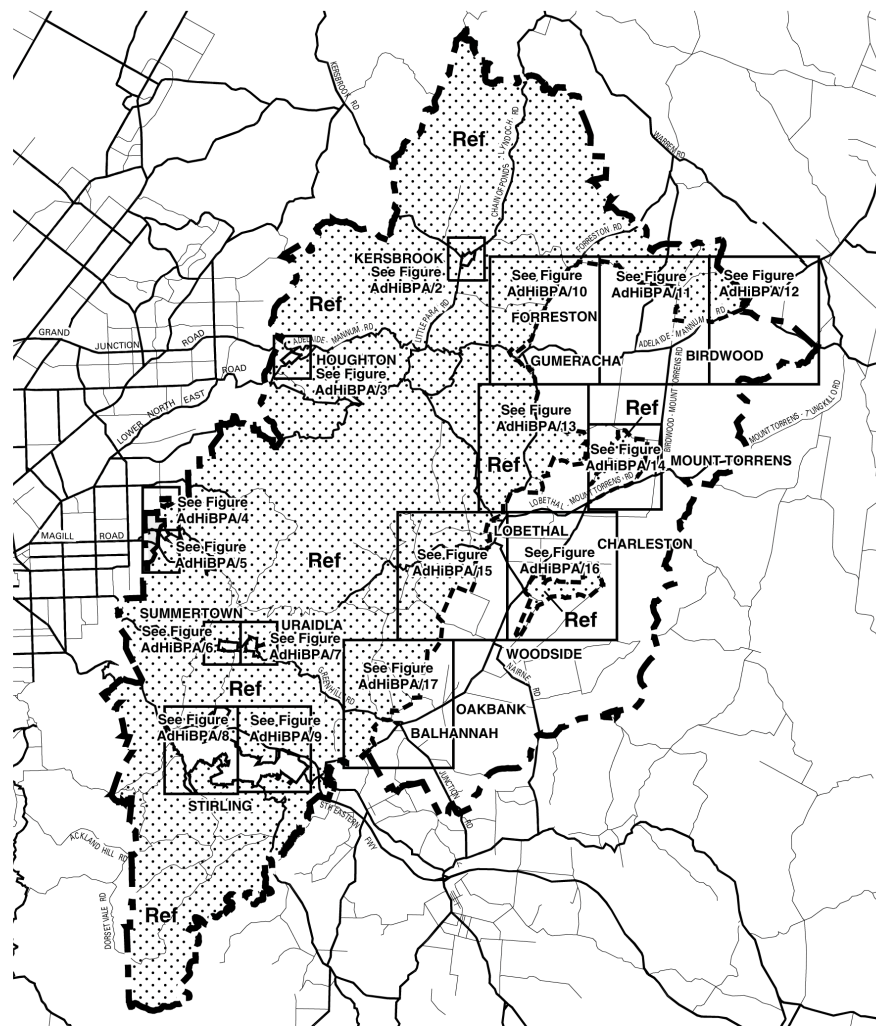 KERSBROOK RD
Ref
CHAIN OF PONDS - LYNDOCH RD
WARREN RD
FORRESTON RD
KERSBROOK
See Figure
AdHiBPA/2
See Figure
AdHiBPA/10
FORRESTON
See Figure
AdHiBPA/11
See Figure
AdHiBPA/12
Ref
LITTLE PARA RD
GRAND
JUNCTION
ROAD
ADELAIDE - MANNUM RD
HOUGHTON
See Figure
AdHiBPA/3
GUMERACHA
ADELAIDE - MANNUM RD
BIRDWOOD
LOWER NORTH EAST
ROAD
BIRDWOOD - MOUNT TORRENS RD
MOUNT TORRENS - TUNGKILLO RD
See Figure
AdHiBPA/13
Ref
See Figure
AdHiBPA/14
MOUNT TORRENS
Ref
LOBETHAL - MOUNT TORRENS RD
See Figure
AdHiBPA/4
MAGILL
ROAD
See Figure
AdHiBPA/5
LOBETHAL
CHARLESTON
Ref
See Figure
AdHiBPA/15
See Figure
AdHiBPA/16
Ref
SUMMERTOWN
See Figure
AdHiBPA/6
URAIDLA
See Figure
AdHiBPA/7
WOODSIDE
NAIRNE RD
GREENHILL RD
Ref
See Figure
AdHiBPA/17
OAKBANK
BALHANNAH
See Figure
AdHiBPA/8
See Figure
AdHiBPA/9
STIRLING
JUNCTION RD
STH EASTERN FWY
ACKLAND HILL RD
DORSET VALE RD
Ref